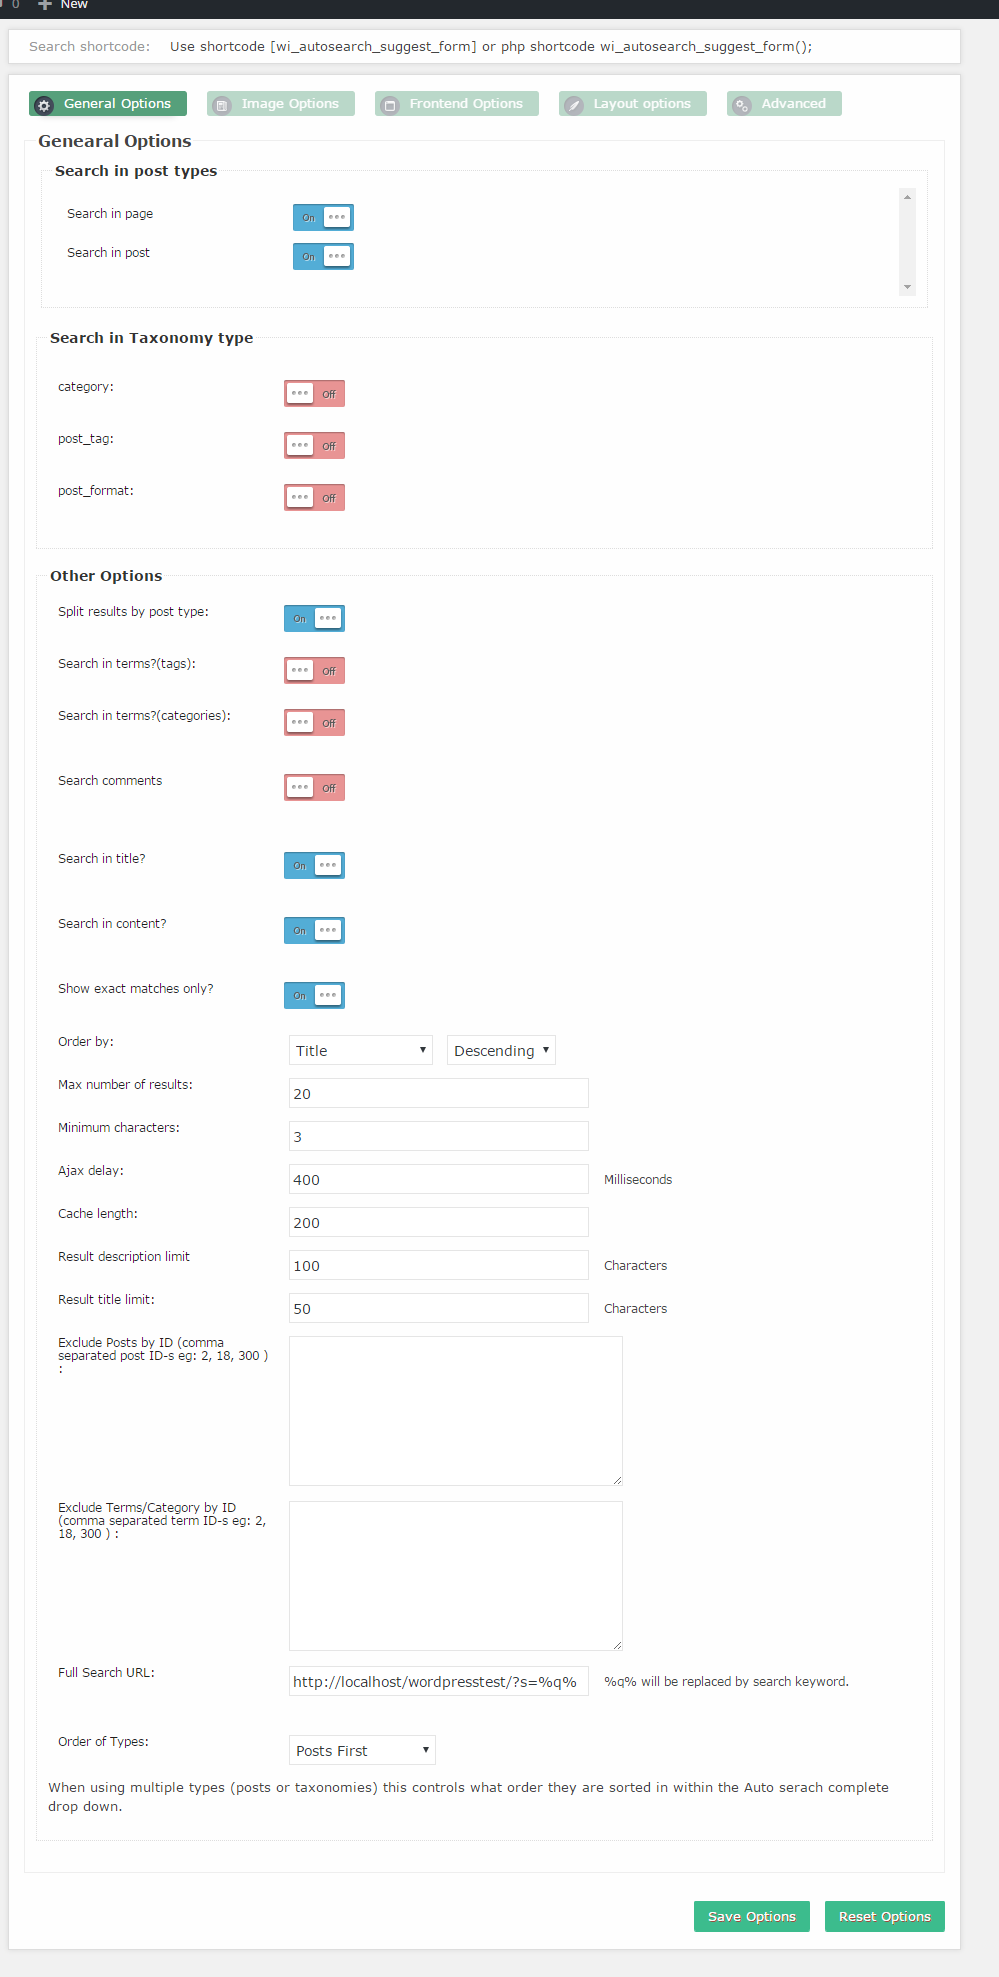 0 New
Search shortcode: Use shortcode [wi_autosearch_suggest_form] or php shortcode wi_autosearch_suggest_form();
General Options Image Options Frontend Options Layout options Advanced
Genearal Options
Search in post types
Search in page On
Search in post On
Search in Taxonomy type
category: Off
post_tag: Off
post_format: Off
Other Options
Split results by post type: On
Search in terms?(tags): Off
Search in terms?(categories): Off
Search comments Off
Search in title? On
Search in content? On
Show exact matches only? On
Order by: Title Descending
Max number of results: 20
Minimum characters: 3
Ajax delay: 400 Milliseconds
Cache length: 200
Result description limit 100 Characters
Result title limit: 50 Characters
Exclude Posts by ID (comma
separated post ID-s eg: 2, 18, 300 )
:
Exclude Terms/Category by ID
(comma separated term ID-s eg: 2,
18, 300 ) :
Full Search URL: http://localhost/wordpresstest/?s=%q% %q% will be replaced by search keyword.
Order of Types: Posts First
When using multiple types (posts or taxonomies) this controls what order they are sorted in within the Auto serach complete
drop down.
Save Options Reset Options